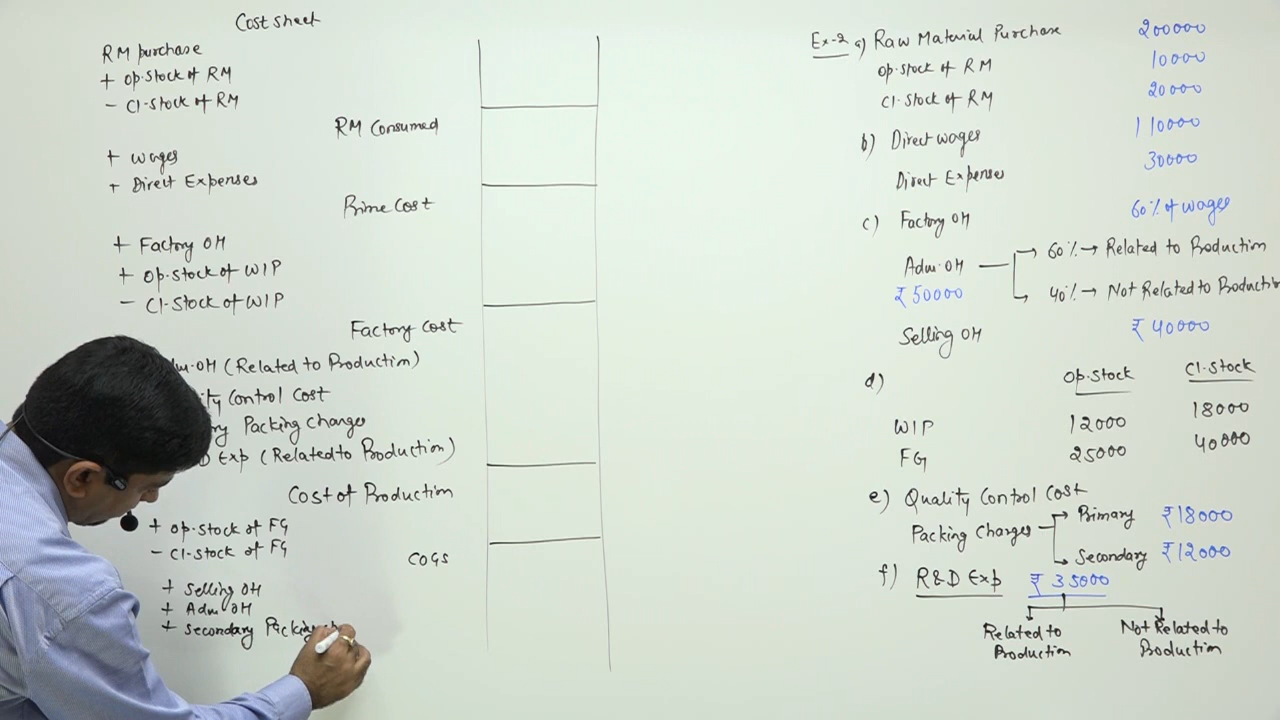 Cost sheet
RM purchase
+ Op. Stock of RM
- Cl. Stock of RM
RM Consumed
+ wages
+ Direct Expenses
Prime Cost
+ Factory OH
+ Op. Stock of WIP
- Cl. Stock of WIP
Factory Cost
OH (Related to Production)
Control Cost
Packing Charges
Exp (Related to Production)
Cost of Production
+ Op. Stock of FG
- Cl. Stock of FG
COGS
+ Selling OH
+ Adm. OH
+ Secondary Packing
Ex-2 a) Raw Material Purchase 200000
Op. Stock of RM 10000
Cl. Stock of RM 20000
b) Direct wages 110000
Direct Expenses 30000
c) Factory OH 60% of wages
Adm. OH → 60% → Related to Production
₹50000 → 40% → Not Related to Production
Selling OH ₹40000
d) Op. Stock Cl. Stock
WIP 12000 18000
FG 25000 40000
e) Quality Control Cost
Packing Charges → Primary ₹18000
→ Secondary ₹12000
f) R&D Exp ₹35000
Related to Production
Not Related to Production